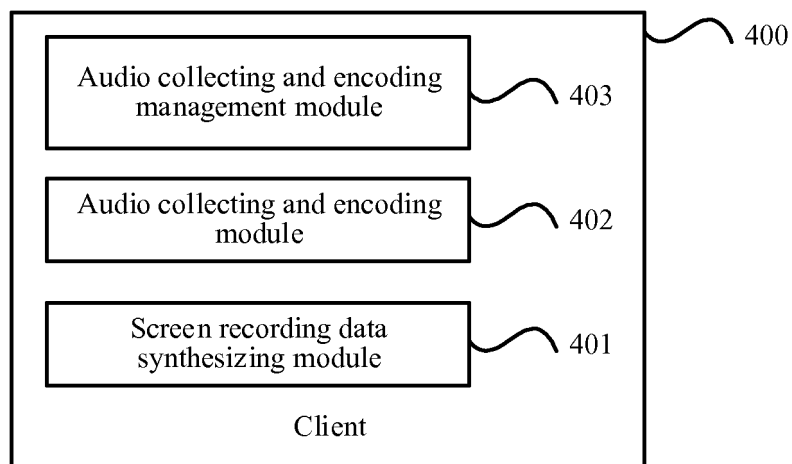 400
Audio collecting and encoding
management module
403
Audio collecting and encoding
module
402
Screen recording data
synthesizing module
401
Client